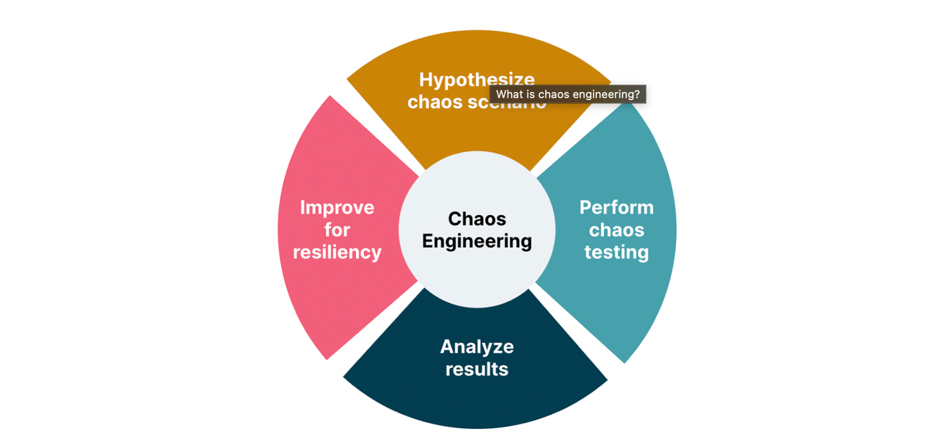 Hypothesize
chaos scenario
What is chaos engineering?
Improve
for
resiliency
Chaos
Engineering
Perform
chaos
testing
Analyze
results